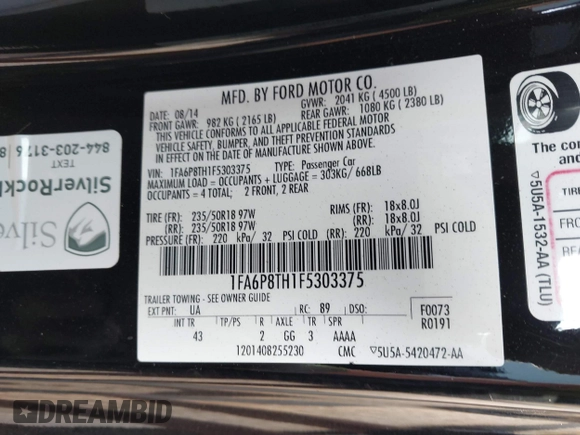 MFD. BY FORD MOTOR CO.
DATE: 08/14 GVWR: 2041 KG ( 4500 LB)
FRONT GAWR: 982 KG ( 2165 LB) REAR GAWR: 1080 KG ( 2380 LB)
THIS VEHICLE CONFORMS TO ALL APPLICABLE FEDERAL MOTOR
VEHICLE SAFETY, BUMPER, AND THEFT PREVENTION STANDARDS
IN EFFECT ON THE DATE OF MANUFACTURE SHOWN ABOVE.
VIN: 1FA6P8TH1F5303375 TYPE: Passenger Car
MAXIMUM LOAD = OCCUPANTS + LUGGAGE = 303KG/ 668LB
OCCUPANTS = 4 TOTAL; 2 FRONT, 2 REAR
TIRE (FR): 235/50R18 97W RIMS (FR): 18x8.0J
(RR): 235/50R18 97W (RR): 18x8.0J
PRESSURE (FR): 220 kPa/ 32 PSI COLD (RR): 220 kPa/ 32 PSI COLD
1FA6P8TH1F5303375
TRAILER TOWING - SEE OWNER GUIDE
EXT PNT: UA RC: 89 DSO: F0073
R0191
INT TR TP/PS R AXLE TR SPR
43 2 GG 3 AAAA
1201408255230 CMC ▽5U5A-5420472-AA
TEXT
844-203-3176
SilverRock
Silve
The co
TIRE
FRO
REA
▽5U5A-1532-AA (TLU)
DREAMBID